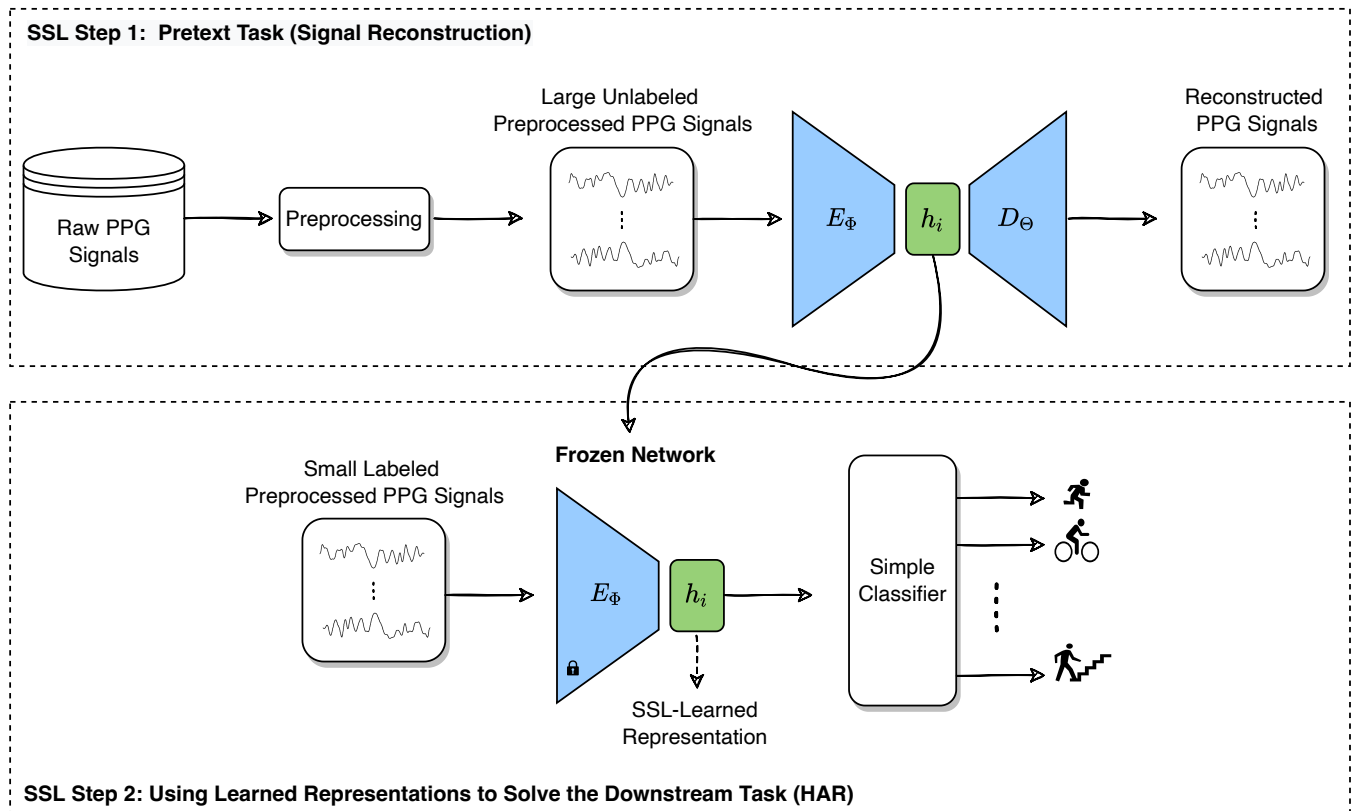 SSL Step 1: Pretext Task (Signal Reconstruction)
Large Unlabeled
Preprocessed PPG Signals
Reconstructed
PPG Signals
Raw PPG
Signals
Preprocessing
E_Φ
h_i
D_Θ
Frozen Network
Small Labeled
Preprocessed PPG Signals
E_Φ
h_i
Simple
Classifier
SSL-Learned
Representation
SSL Step 2: Using Learned Representations to Solve the Downstream Task (HAR)